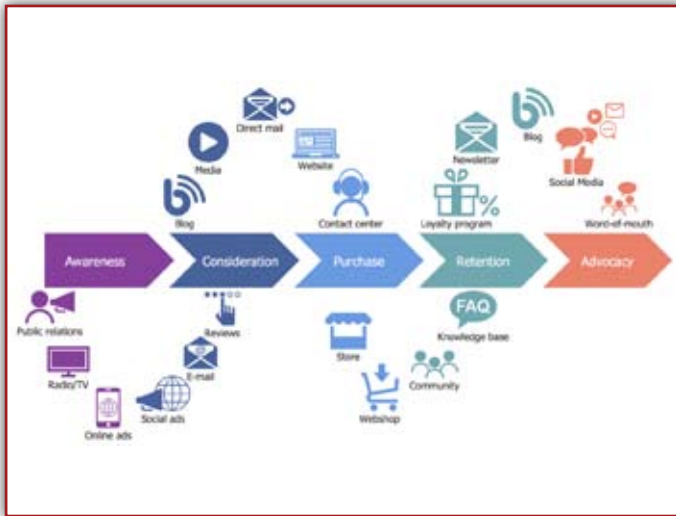 Direct mail
Media
Website
Blog
Contact center
Newsletter
Blog
Social Media
Loyalty program
Word-of-mouth
Awareness
Consideration
Purchase
Retention
Advocacy
Public relations
Radio/TV
Online ads
Social ads
E-mail
Reviews
Store
Webshop
Community
FAQ
Knowledge base